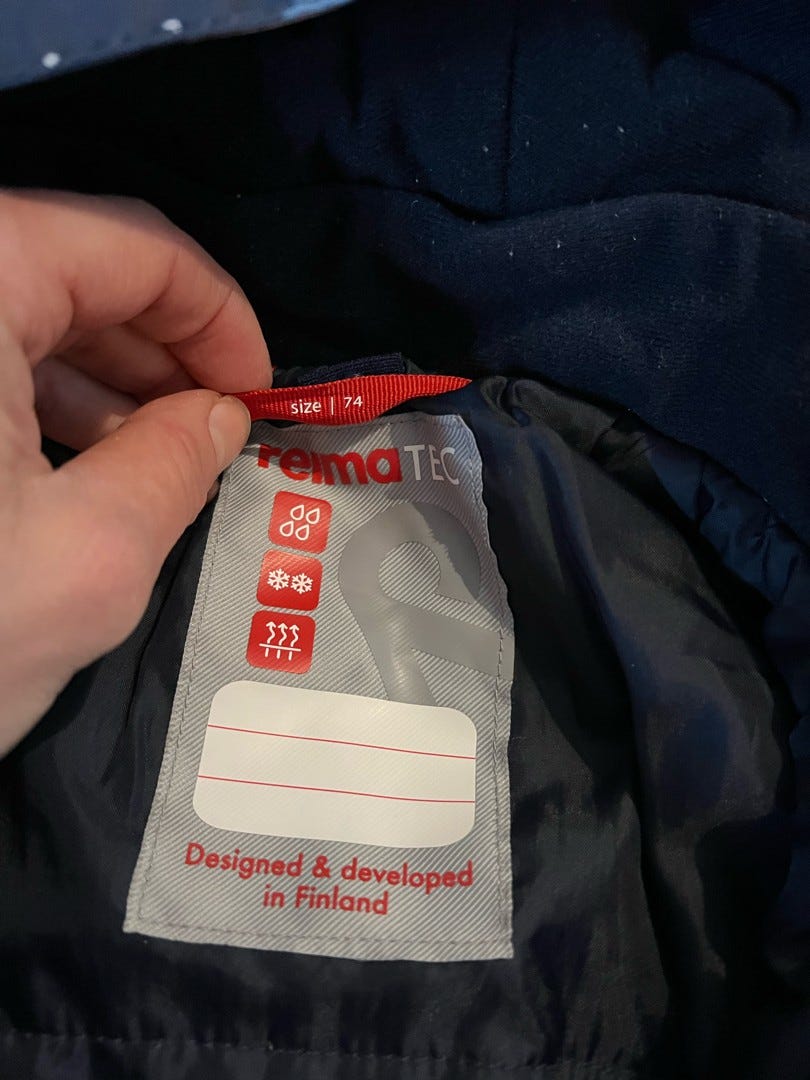 size | 74
reimaTEC
Designed & developed
in Finland